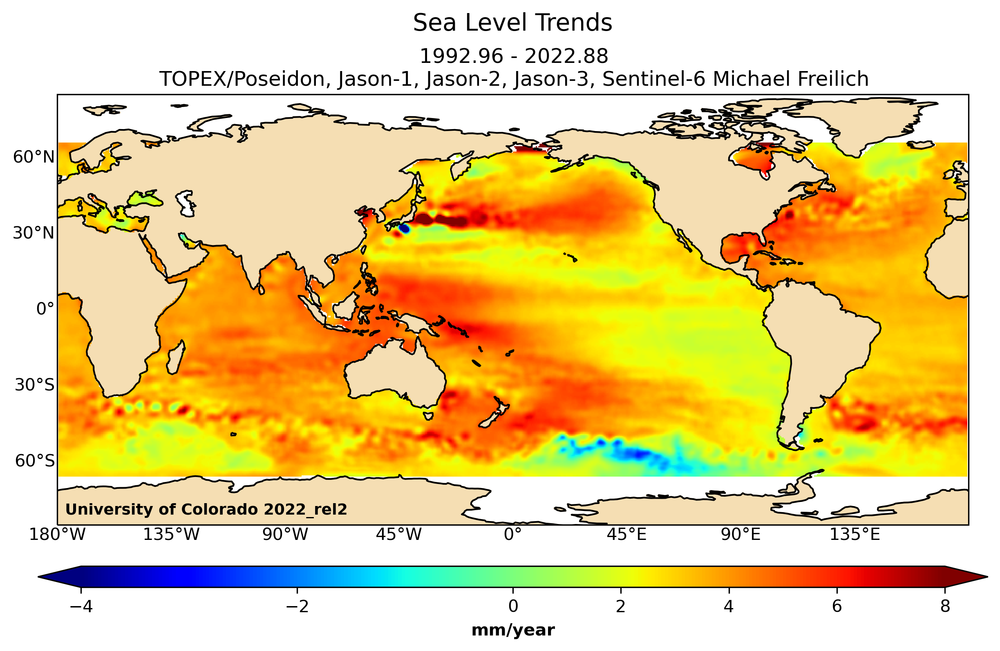 Sea Level Trends
1992.96 - 2022.88
TOPEX/Poseidon, Jason-1, Jason-2, Jason-3, Sentinel-6 Michael Freilich
60°N
30°N
0°
30°S
60°S
University of Colorado 2022_rel2
180°W 135°W 90°W 45°W 0° 45°E 90°E 135°E
−4 −2 0 2 4 6 8
mm/year